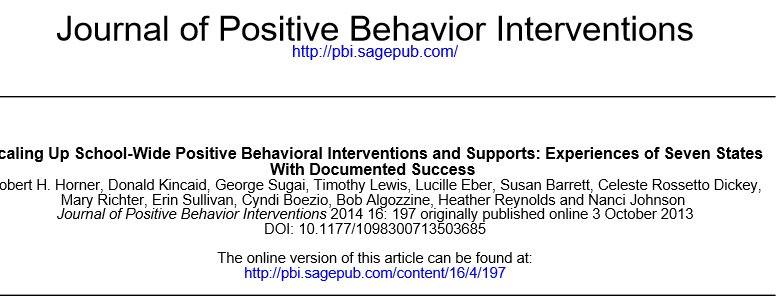 Journal of Positive Behavior Interventions
http://pbi.sagepub.com/
caling Up School-Wide Positive Behavioral Interventions and Supports: Experiences of Seven States
With Documented Success
obert H. Horner, Donald Kincaid, George Sugai, Timothy Lewis, Lucille Eber, Susan Barrett, Celeste Rossetto Dickey,
Mary Richter, Erin Sullivan, Cyndi Boezio, Bob Algozzine, Heather Reynolds and Nanci Johnson
Journal of Positive Behavior Interventions 2014 16: 197 originally published online 3 October 2013
DOI: 10.1177/1098300713503685
The online version of this article can be found at:
http://pbi.sagepub.com/content/16/4/197